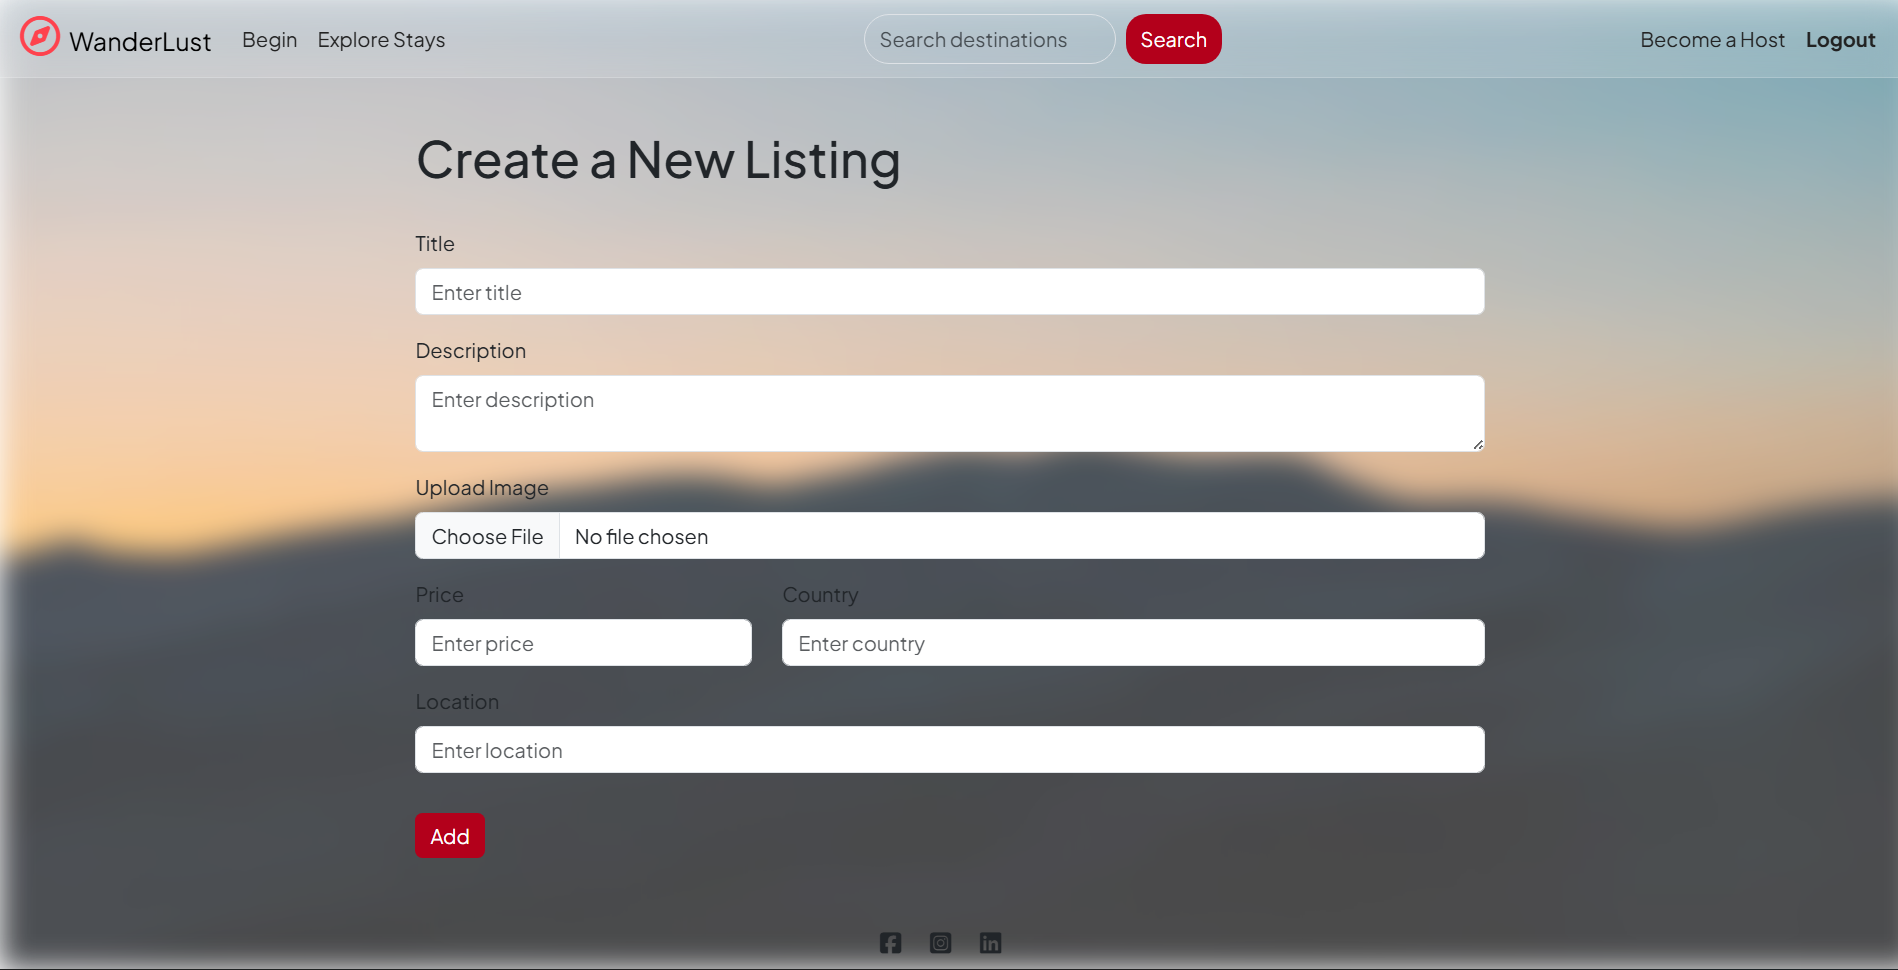 WanderLust Begin Explore Stays Search destinations Search Become a Host Logout
Create a New Listing
Title
Enter title
Description
Enter description
Upload Image
Choose File No file chosen
Price Country
Enter price Enter country
Location
Enter location
Add